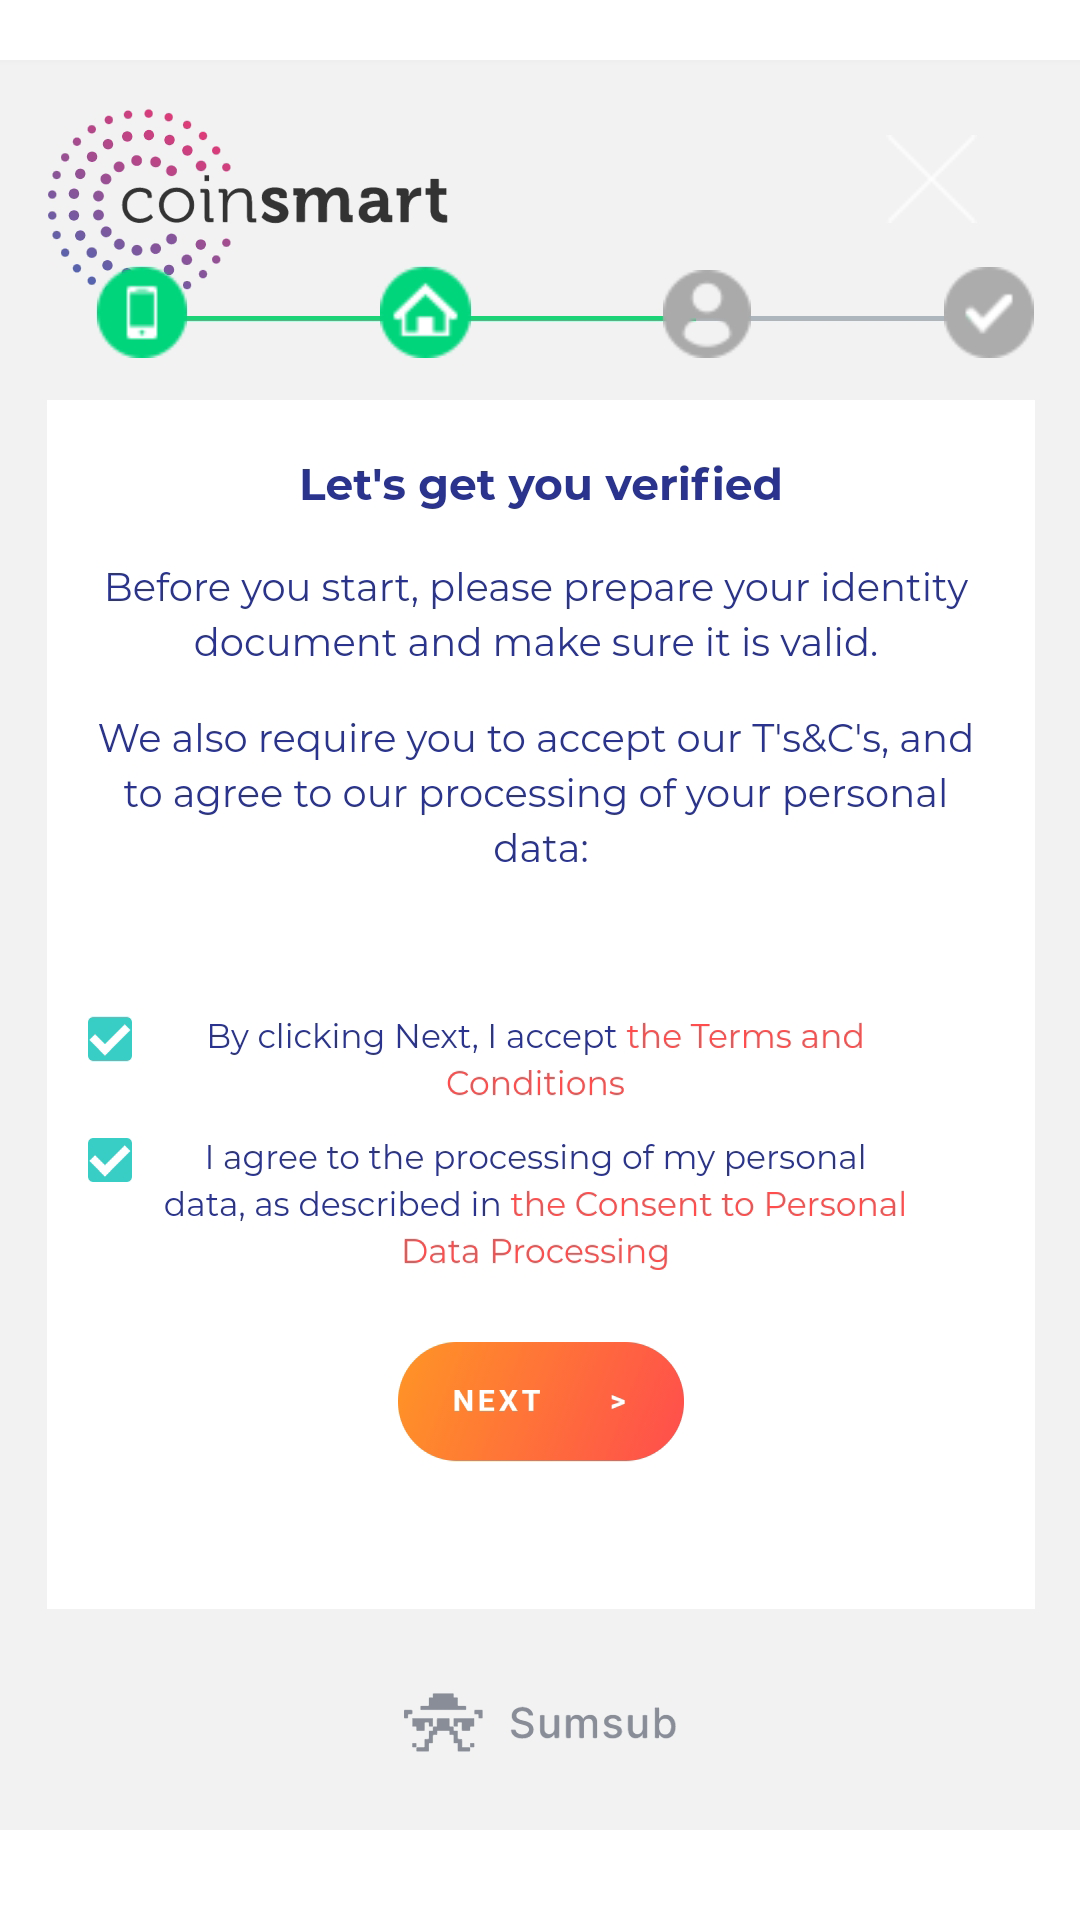 coinsmart
Let's get you verified
Before you start, please prepare your identity
document and make sure it is valid.
We also require you to accept our T's&C's, and
to agree to our processing of your personal
data:
By clicking Next, I accept the Terms and
Conditions
I agree to the processing of my personal
data, as described in the Consent to Personal
Data Processing
NEXT >
Sumsub